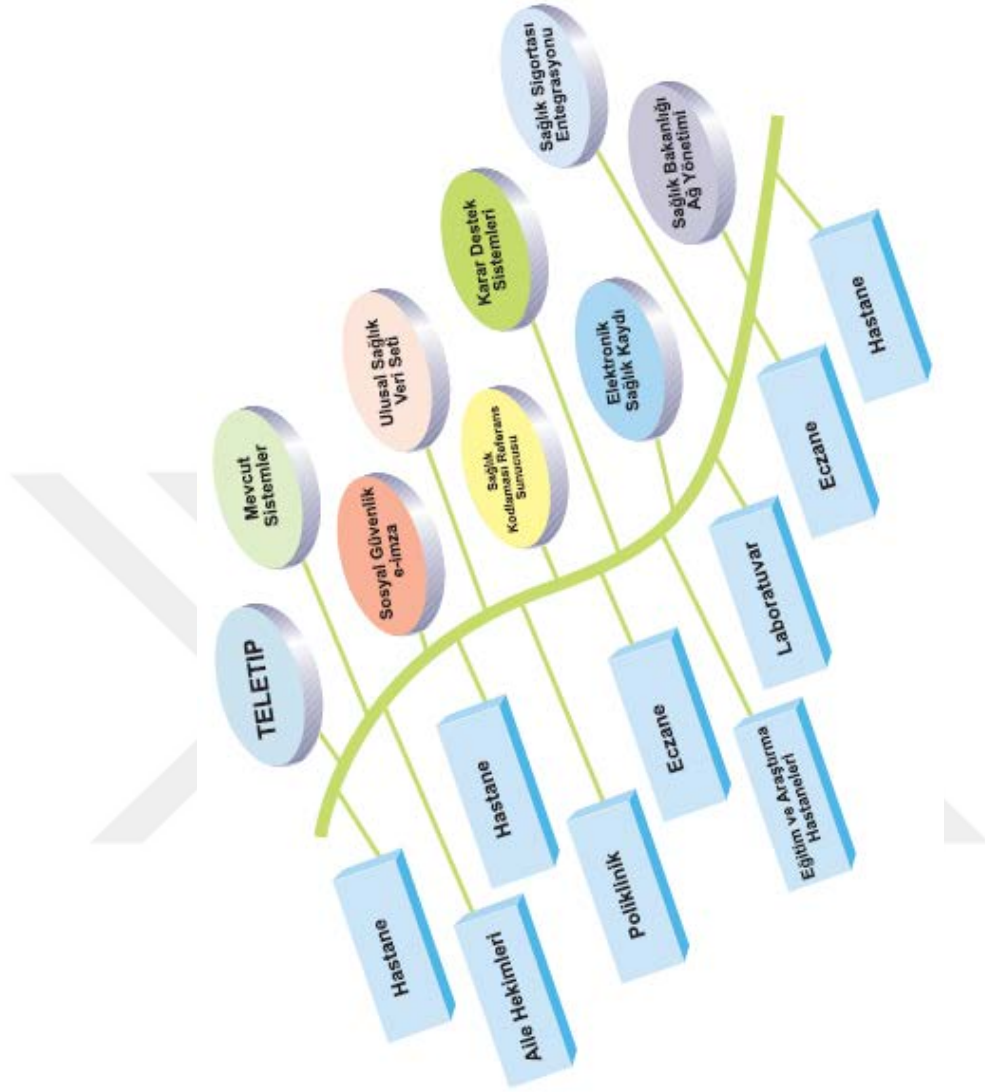 TELETIP
Mevcut
Sistemler
Sosyal Güvenlik
e-imza
Ulusal Sağlık
Veri Seti
Sağlık
Kodlaması Referans
Sunucusu
Karar Destek
Sistemleri
Elektronik
Sağlık Kaydı
Sağlık Sigortası
Entegrasyonu
Sağlık Bakanlığı
Ağ Yönetimi
Hastane
Aile Hekimleri
Hastane
Poliklinik
Eczane
Eğitim ve Araştırma
Hastaneleri
Laboratuvar
Eczane
Hastane